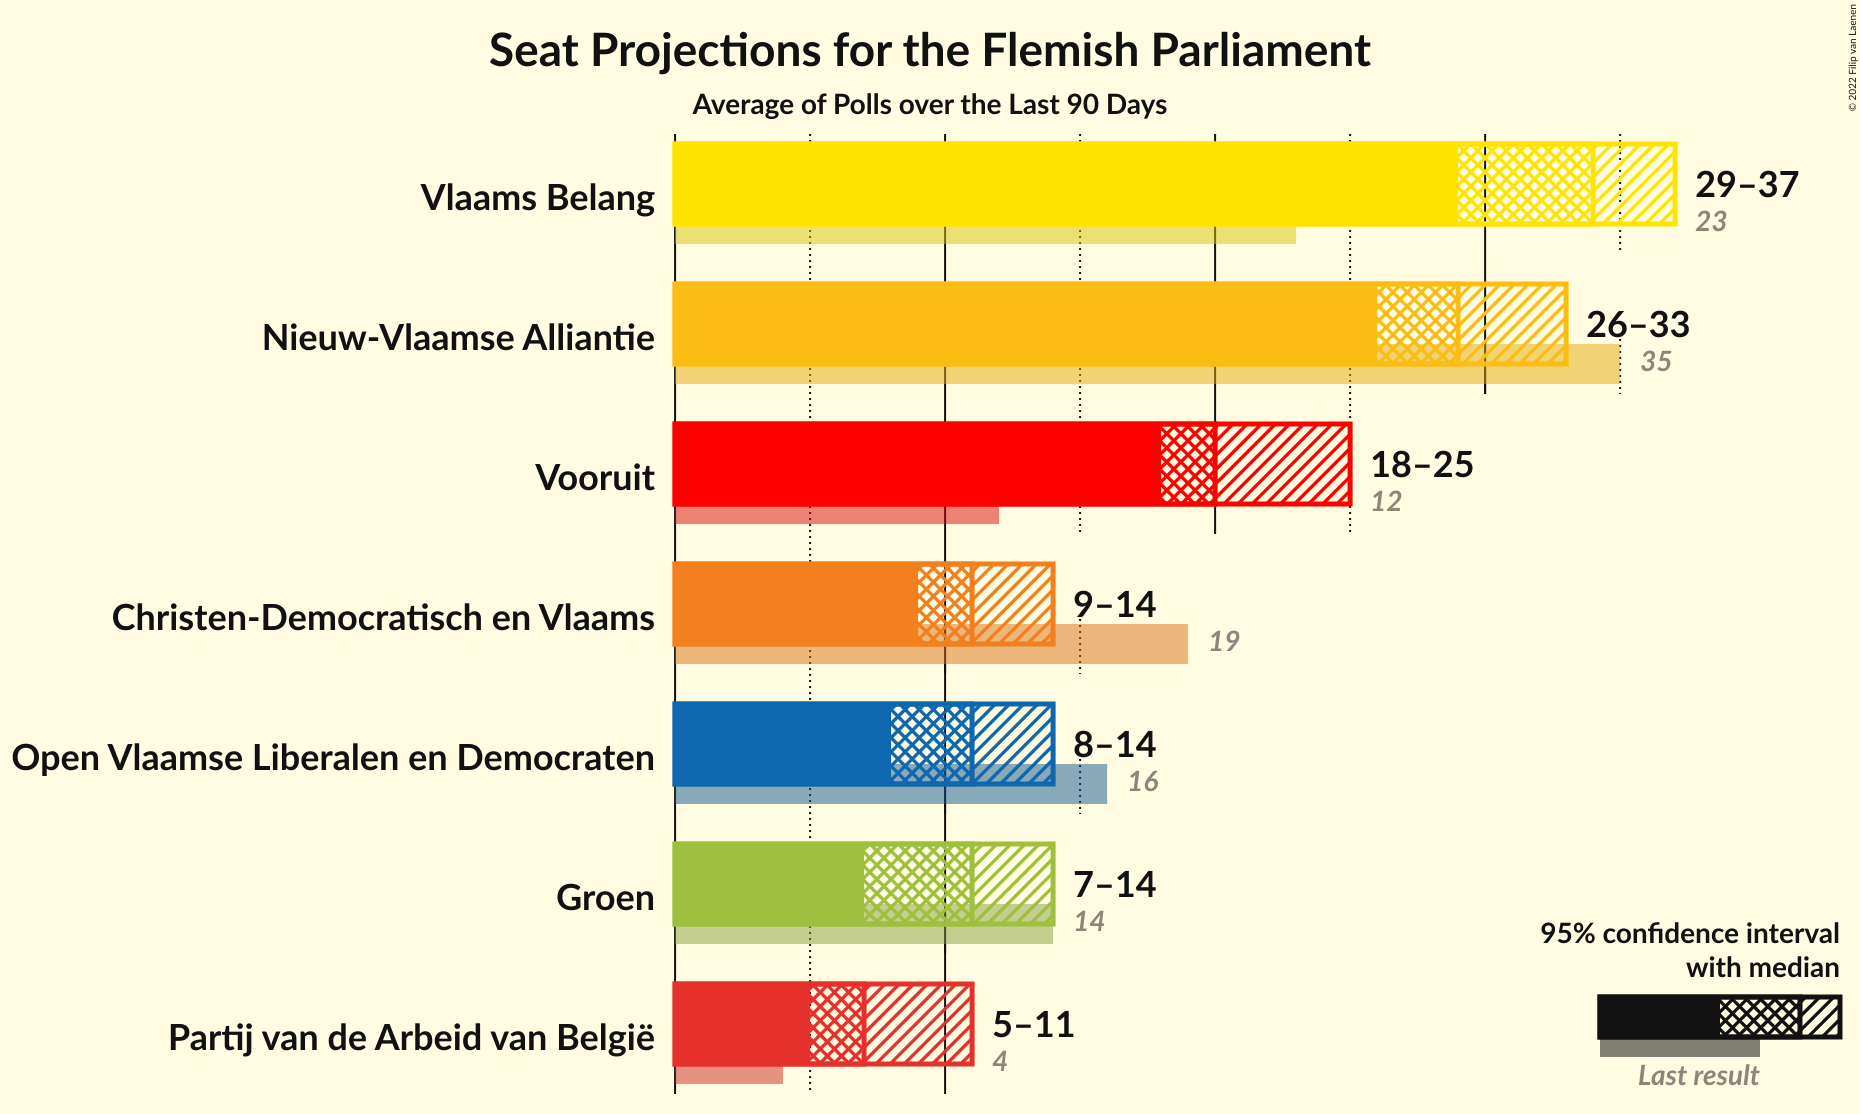 Seat Projections for the Flemish Parliament
Average of Polls over the Last 90 Days
© 2022 Filip van Laenen
Vlaams Belang
29–37
23
Nieuw-Vlaamse Alliantie
26–33
35
Vooruit
18–25
12
Christen-Democratisch en Vlaams
9–14
19
Open Vlaamse Liberalen en Democraten
8–14
16
Groen
7–14
14
Partij van de Arbeid van België
5–11
4
95% confidence interval
with median
Last result